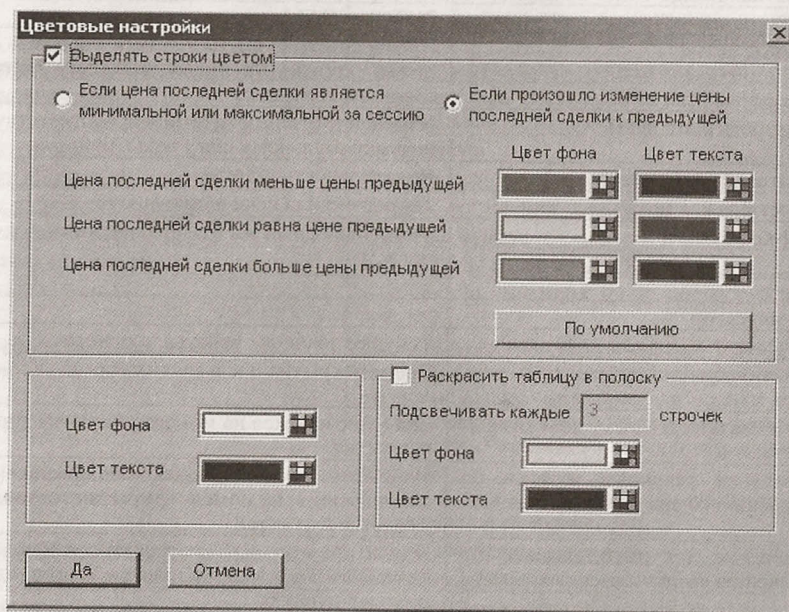 Цветовые настройки
Выделять строки цветом
Если цена последней сделки является
минимальной или максимальной за сессию
Если произошло изменение цены
последней сделки к предыдущей
Цвет фона
Цвет текста
Цена последней сделки меньше цены предыдущей
Цена последней сделки равна цене предыдущей
Цена последней сделки больше цены предыдущей
По умолчанию
Цвет фона
Цвет текста
Раскрасить таблицу в полоску
Подсвечивать каждые 3 строчек
Цвет фона
Цвет текста
Да
Отмена